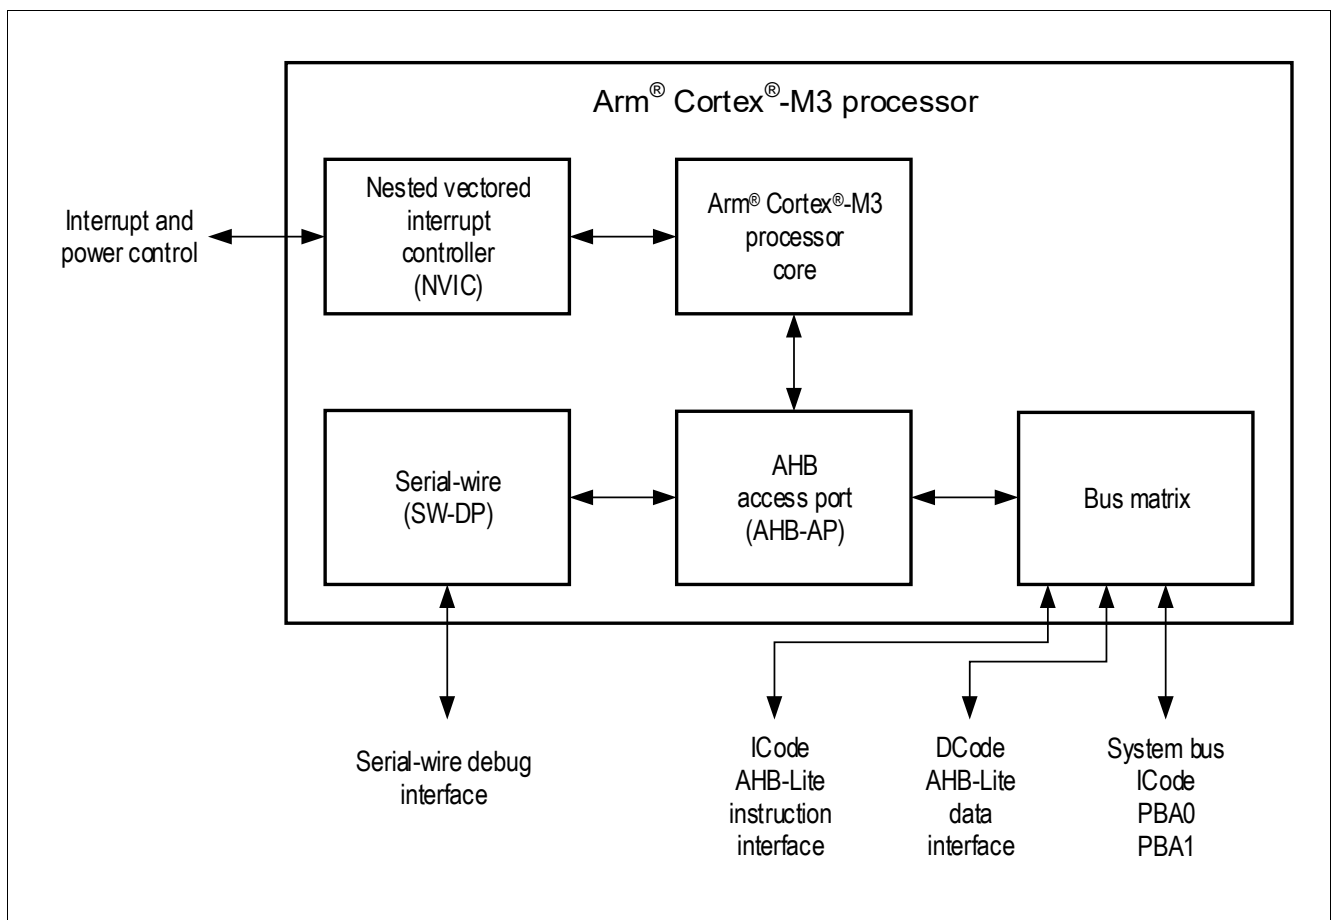 Arm® Cortex®-M3 processor
Nested vectored
interrupt
controller
(NVIC)
Arm® Cortex®-M3
processor
core
Interrupt and
power control
Serial-wire
(SW-DP)
AHB
access port
(AHB-AP)
Bus matrix
Serial-wire debug
interface
ICode
AHB-Lite
instruction
interface
DCode
AHB-Lite
data
interface
System bus
ICode
PBA0
PBA1